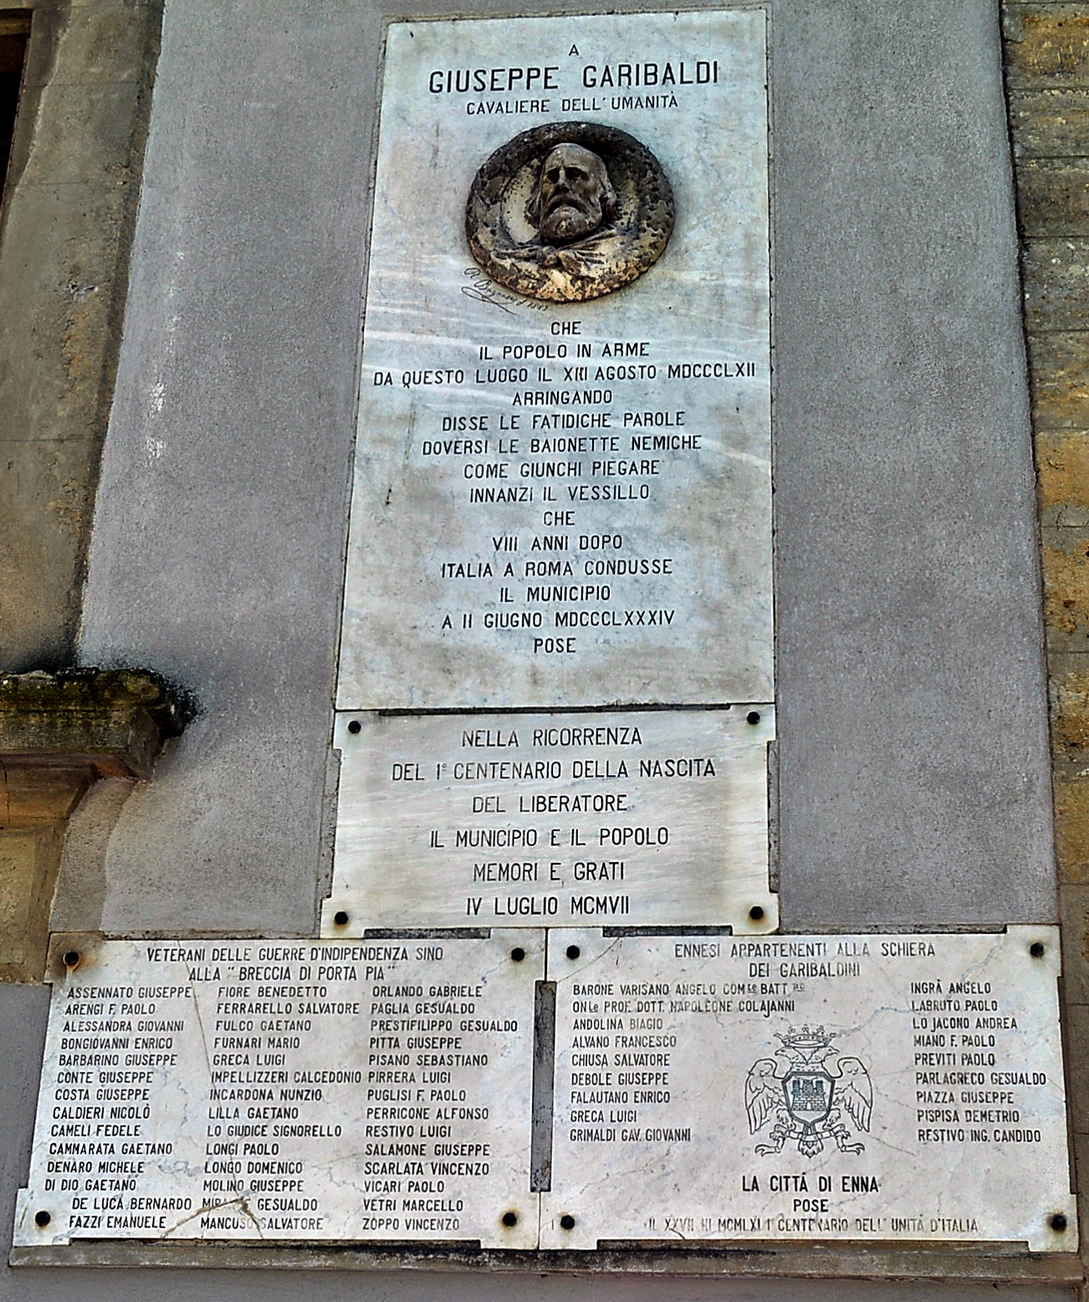 A
GIUSEPPE GARIBALDI
CAVALIERE DELL'UMANITÀ
CHE
IL POPOLO IN ARME
DA QUESTO LUOGO IL XIII AGOSTO MDCCCLXII
ARRINGANDO
DISSE LE FATIDICHE PAROLE
DOVERSI LE BAIONETTE NEMICHE
COME GIUNCHI PIEGARE
INNANZI IL VESSILLO
CHE
VIII ANNI DOPO
ITALIA A ROMA CONDUSSE
IL MUNICIPIO
A II GIUGNO MDCCCLXXXIV
POSE
NELLA RICORRENZA
DEL 1° CENTENARIO DELLA NASCITA
DEL LIBERATORE
IL MUNICIPIO E IL POPOLO
MEMORI E GRATI
IV LUGLIO MCMVII
VETERANI DELLE GUERRE D'INDIPENDENZA SINO
ALLA "BRECCIA DI PORTA PIA"
ASSENNATO GIUSEPPE
ARENGI F. PAOLO
ALESSANDRA GIOVANNI
BONGIOVANNI ENRICO
BARBARINO GIUSEPPE
CONTE GIUSEPPE
COSTA GIUSEPPE
CALDIERI NICOLÒ
CAMELI FEDELE
CAMMARATA GAETANO
DENARO MICHELE
DI DIO GAETANO
DE LUCA BERNARDO
FAZZI EMANUELE
FIORE BENEDETTO
FERRARELLO SALVATORE
FULCO GAETANO
FURNARI MARIO
GRECA LUIGI
IMPELLIZZERI CALCEDONIO
INCARDONA NUNZIO
LILLA GAETANO
LO GIUDICE SIGNORELLO
LONGI PAOLO
LONGO DOMENICO
MOLINO GIUSEPPE
GESUALDO
MANCUSO SALVATORE
ORLANDO GABRIELE
PAGLIA GESUALDO
PRESTIFILIPPO GESUALDO
PITTA GIUSEPPE
PISANO SEBASTIANO
PIRRERA LUIGI
PUGLISI F. PAOLO
PERRICONE ALFONSO
RESTIVO LUIGI
SALAMONE GIUSEPPE
SCARLATA VINCENZO
VICARI PAOLO
VETRI MARCELLO
ZOPPO VINCENZO
ENNESI APPARTENENTI ALLA SCHIERA
DEI GARIBALDINI
BARONE VARISANO ANGELO COM.TE BATT.
ON.LE PROF. DOTT. NAPOLEONE COLAJANNI
ANDOLINA BIAGIO
ALVANO FRANCESCO
CHIUSA SALVATORE
DEBOLE GIUSEPPE
FALAUTANO ENRICO
GRECA LUIGI
GRIMALDI CAV. GIOVANNI
INGRÀ ANGELO
LABRUTO PAOLO
LO JACONO ANDREA
MIANO F. PAOLO
PREVITI PAOLO
PARLAGRECO GESUALDO
PIAZZA GIUSEPPE
PISPISA DEMETRIO
RESTIVO ING. CANDIDO
LA CITTÀ DI ENNA
POSE
IL XXVII III MCMLXI 1° CENTENARIO DELL'UNITÀ D'ITALIA